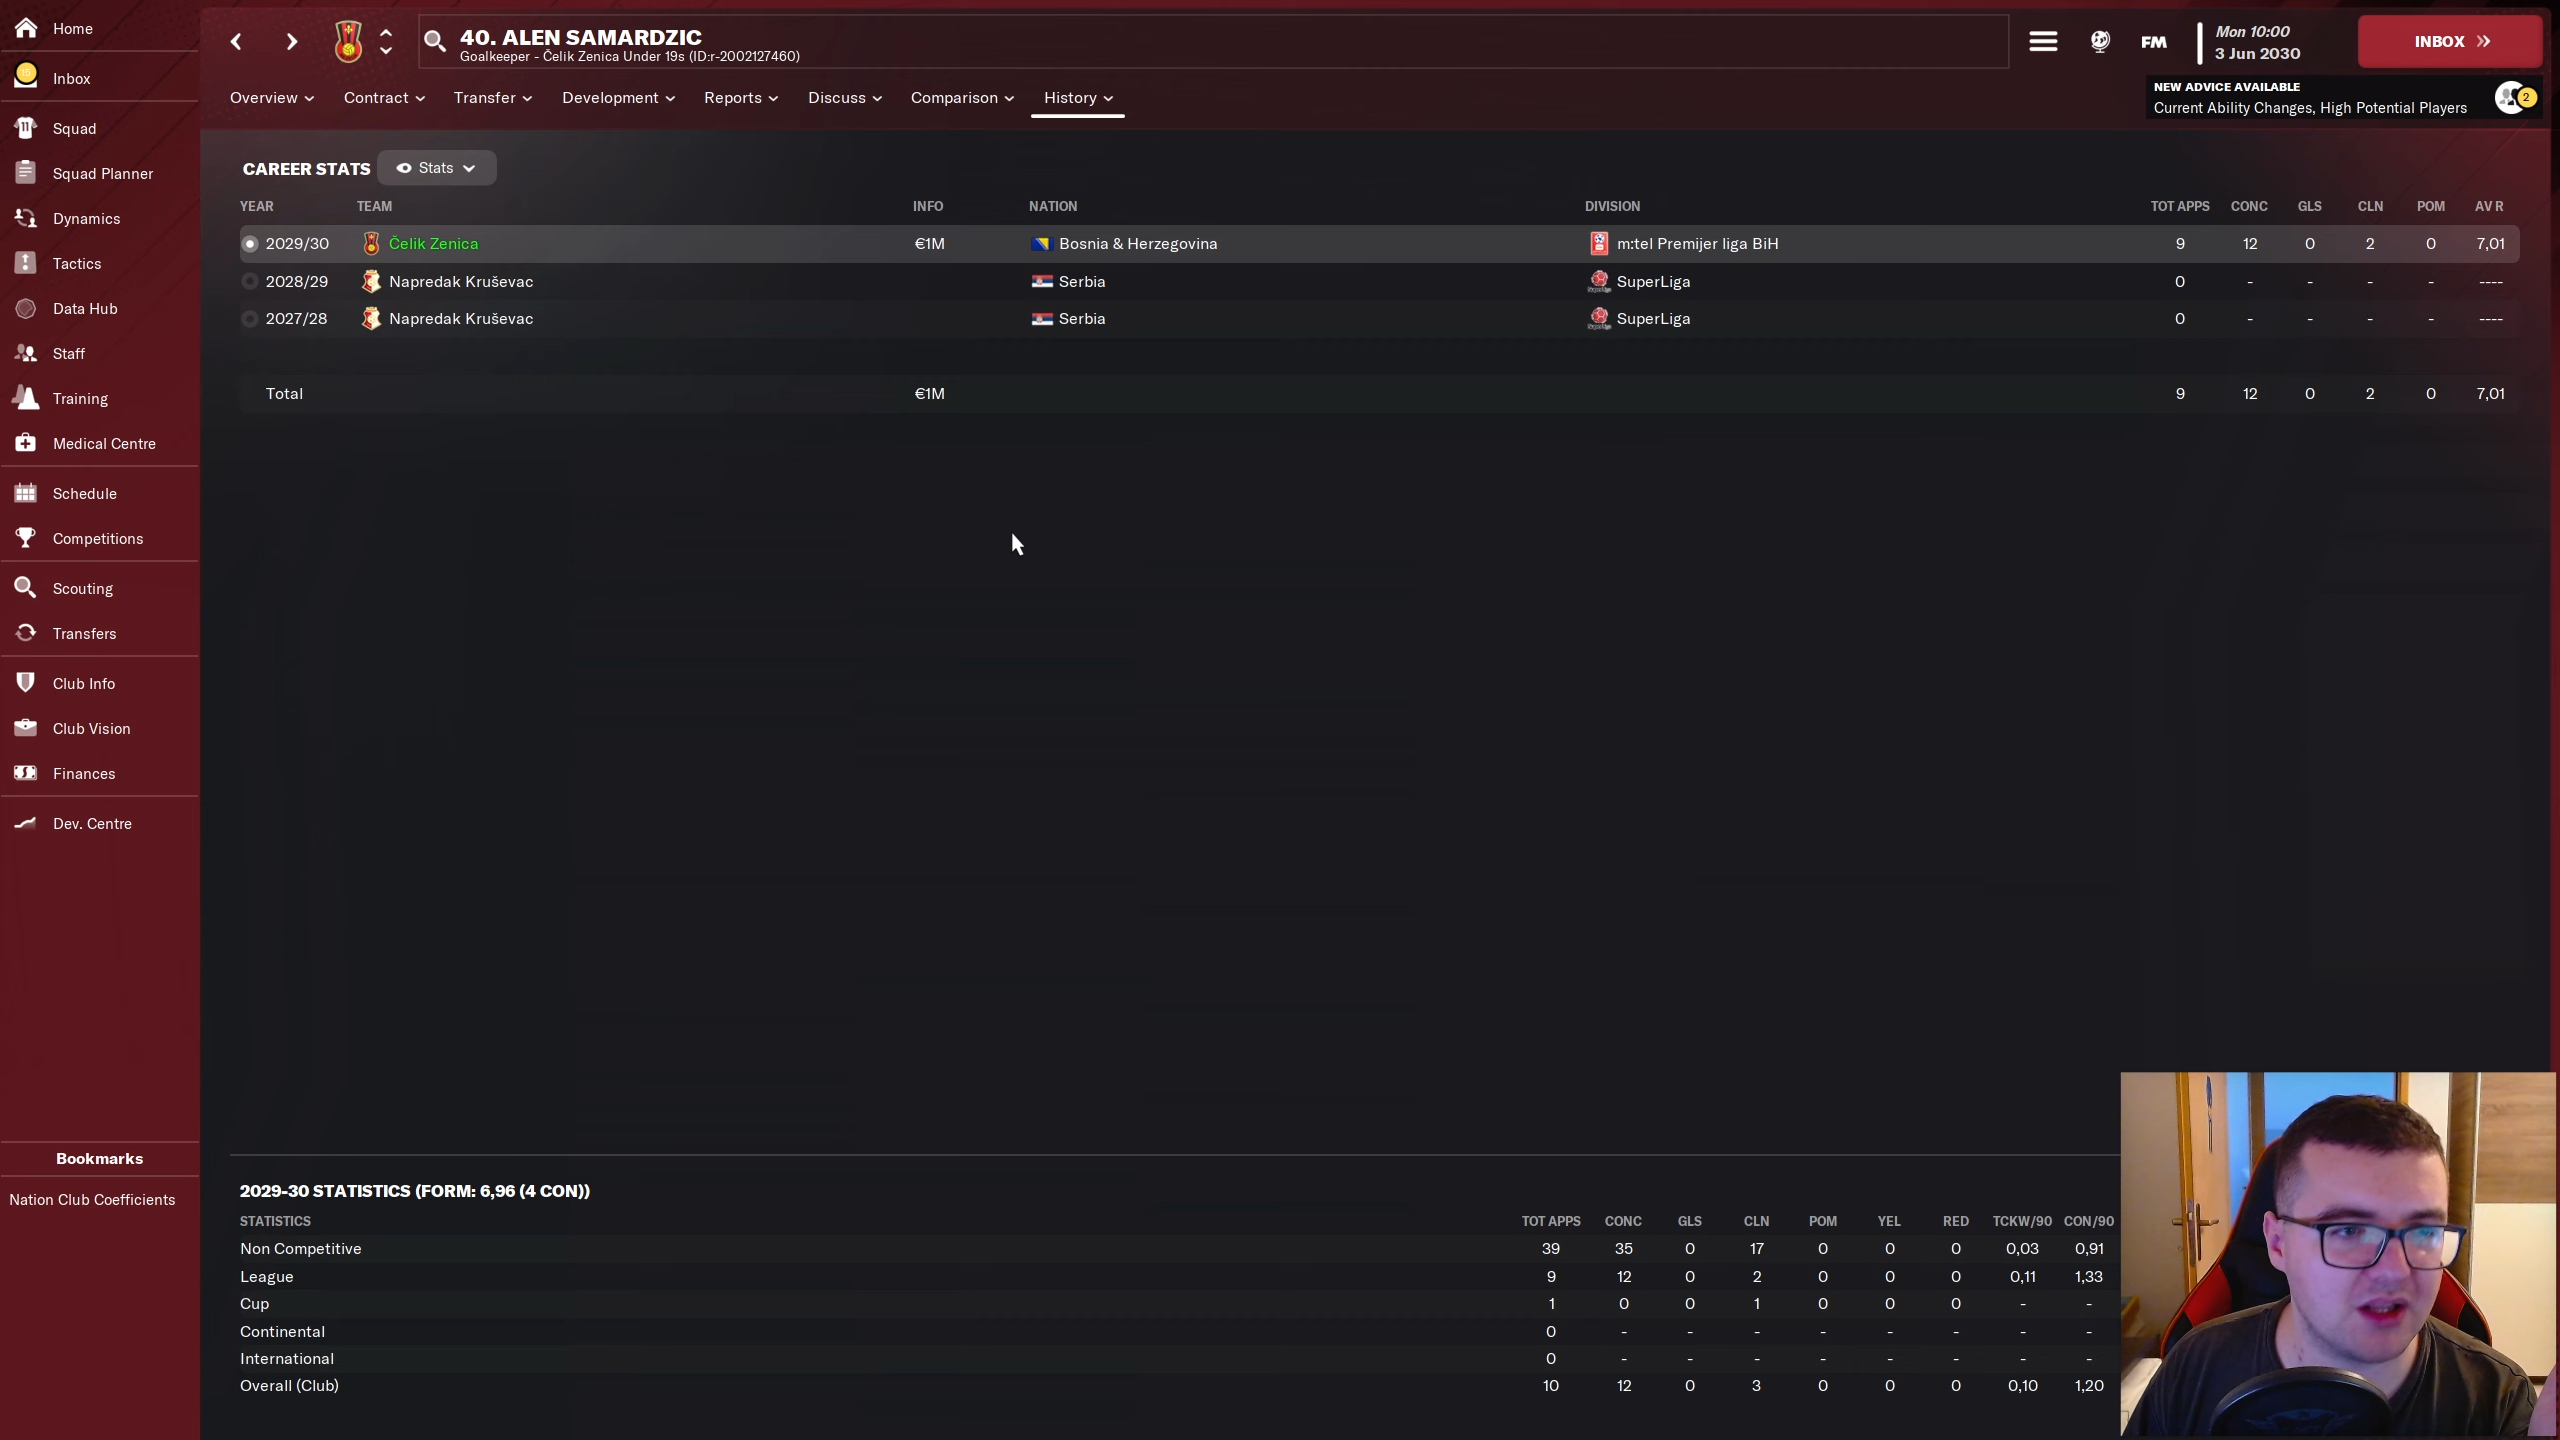 Home
Inbox
Squad
Squad Planner
Dynamics
Tactics
Data Hub
Staff
Training
Medical Centre
Schedule
Competitions
Scouting
Transfers
Club Info
Club Vision
Finances
Dev. Centre
Bookmarks
Nation Club Coefficients
40. ALEN SAMARDZIC
Goalkeeper - Čelik Zenica Under 19s (ID:r-2002127460)
FM
Mon 10:00
3 Jun 2030
INBOX
Overview Contract Transfer Development Reports Discuss Comparison History
NEW ADVICE AVAILABLE
Current Ability Changes, High Potential Players
2
CAREER STATS Stats
YEAR TEAM INFO NATION DIVISION TOT APPS CONC GLS CLN POM AV R
2029/30 Čelik Zenica €1M Bosnia & Herzegovina m:tel Premijer liga BiH 9 12 0 2 0 7,01
2028/29 Napredak Kruševac Serbia SuperLiga 0 - - - - ----
2027/28 Napredak Kruševac Serbia SuperLiga 0 - - - - ----
Total €1M 9 12 0 2 0 7,01
2029-30 STATISTICS (FORM: 6,96 (4 CON))
STATISTICS TOT APPS CONC GLS CLN POM YEL RED TCKW/90 CON/90
Non Competitive 39 35 0 17 0 0 0 0,03 0,91
League 9 12 0 2 0 0 0 0,11 1,33
Cup 1 0 0 1 0 0 0 - -
Continental 0 - - - - - - - -
International 0 - - - - - - - -
Overall (Club) 10 12 0 3 0 0 0 0,10 1,20